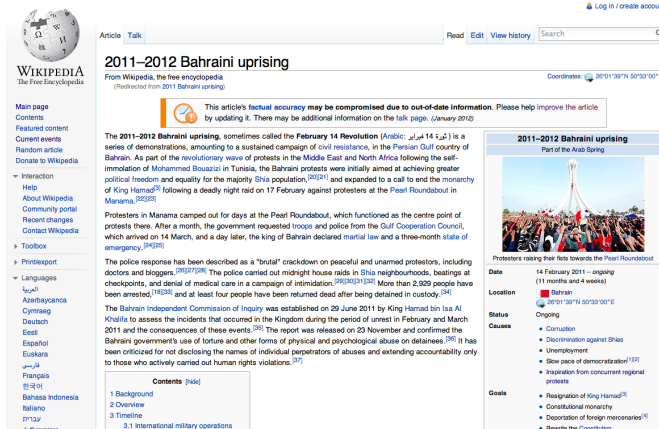 Log in / create accou
WIKIPEDIA
The Free Encyclopedia
Main page
Contents
Featured content
Current events
Random article
Donate to Wikipedia
Interaction
Help
About Wikipedia
Community portal
Recent changes
Contact Wikipedia
Toolbox
Print/export
Languages
العربية
Azərbaycanca
Cymraeg
Deutsch
Eesti
Español
Euskara
فارسی
Français
한국어
Bahasa Indonesia
Italiano
עברית
Article Talk
Read Edit View history Search
2011–2012 Bahraini uprising
From Wikipedia, the free encyclopedia
(Redirected from 2011 Bahraini uprising)
Coordinates: 26°01′39″N 50°33′00″
This article's factual accuracy may be compromised due to out-of-date information. Please help improve the article
by updating it. There may be additional information on the talk page. (January 2012)
The 2011–2012 Bahraini uprising, sometimes called the February 14 Revolution (Arabic: ثورة 14 فبراير) is a
series of demonstrations, amounting to a sustained campaign of civil resistance, in the Persian Gulf country of
Bahrain. As part of the revolutionary wave of protests in the Middle East and North Africa following the self-
immolation of Mohammed Bouazizi in Tunisia, the Bahraini protests were initially aimed at achieving greater
political freedom and equality for the majority Shia population,[20][21] and expanded to a call to end the monarchy
of King Hamad[3] following a deadly night raid on 17 February against protesters at the Pearl Roundabout in
Manama.[22][23]
Protesters in Manama camped out for days at the Pearl Roundabout, which functioned as the centre point of
protests there. After a month, the government requested troops and police from the Gulf Cooperation Council,
which arrived on 14 March, and a day later, the king of Bahrain declared martial law and a three-month state of
emergency.[24][25]
The police response has been described as a "brutal" crackdown on peaceful and unarmed protestors, including
doctors and bloggers.[26][27][28] The police carried out midnight house raids in Shia neighbourhoods, beatings at
checkpoints, and denial of medical care in a campaign of intimidation.[29][30][31][32] More than 2,929 people have
been arrested,[18][33] and at least four people have been returned dead after being detained in custody.[34]
The Bahrain Independent Commission of Inquiry was established on 29 June 2011 by King Hamad bin Isa Al
Khalifa to assess the incidents that occurred in the Kingdom during the period of unrest in February and March
2011 and the consequences of these events.[35] The report was released on 23 November and confirmed the
Bahraini government's use of torture and other forms of physical and psychological abuse on detainees.[36] It has
been criticized for not disclosing the names of individual perpetrators of abuses and extending accountability only
to those who actively carried out human rights violations.[37]
Contents [hide]
1 Background
2 Overview
3 Timeline
3.1 International military operations
2011–2012 Bahraini uprising
Part of the Arab Spring
Protesters raising their fists towards the Pearl Roundabout
Date 14 February 2011 – ongoing
(11 months and 4 weeks)
Location Bahrain
26°01′39″N 50°33′00″E
Status Ongoing
Causes • Corruption
• Discrimination against Shias
• Unemployment
• Slow pace of democratization[1][2]
• Inspiration from concurrent regional
protests
Goals • Resignation of King Hamad[3]
• Constitutional monarchy
• Deportation of foreign mercenaries[4]
• Rewrite the Constitution